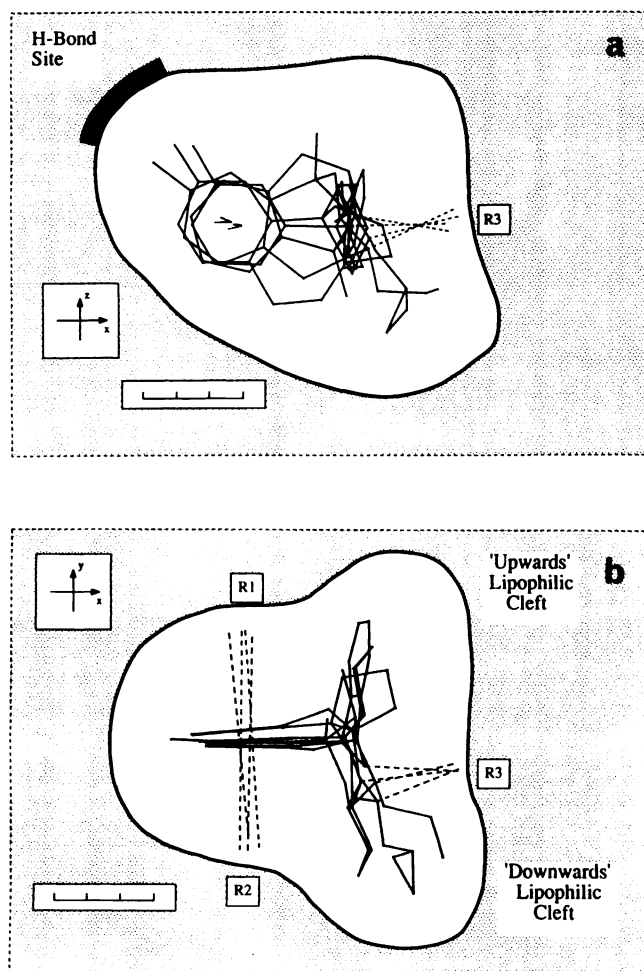 H-Bond
Site
a
R3
z
x
y
x
R1
'Upwards'
Lipophilic
Cleft
b
R3
R2
'Downwards'
Lipophilic
Cleft